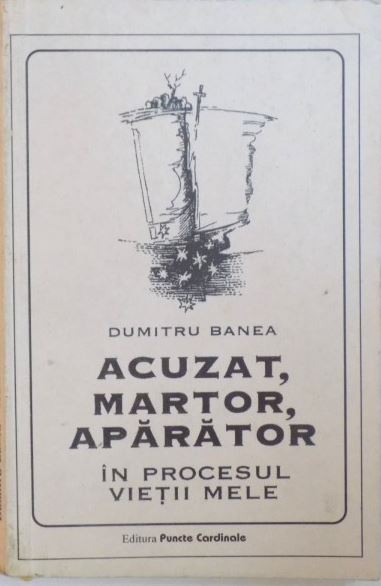 DUMITRU BANEA
ACUZAT,
MARTOR,
APĂRĂTOR
ÎN PROCESUL
VIEȚII MELE
Editura Puncte Cardinale